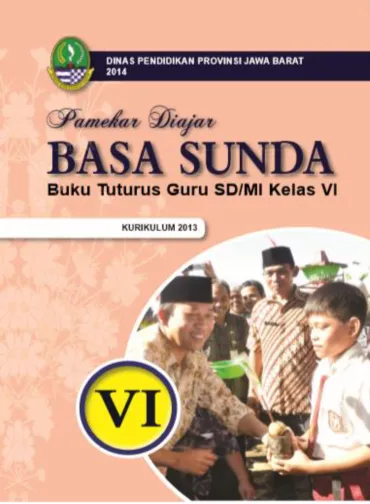 DINAS PENDIDIKAN PROVINSI JAWA BARAT
2014
Pamekar Diajar
BASA SUNDA
Buku Tuturus Guru SD/MI Kelas VI
KURIKULUM 2013
VI